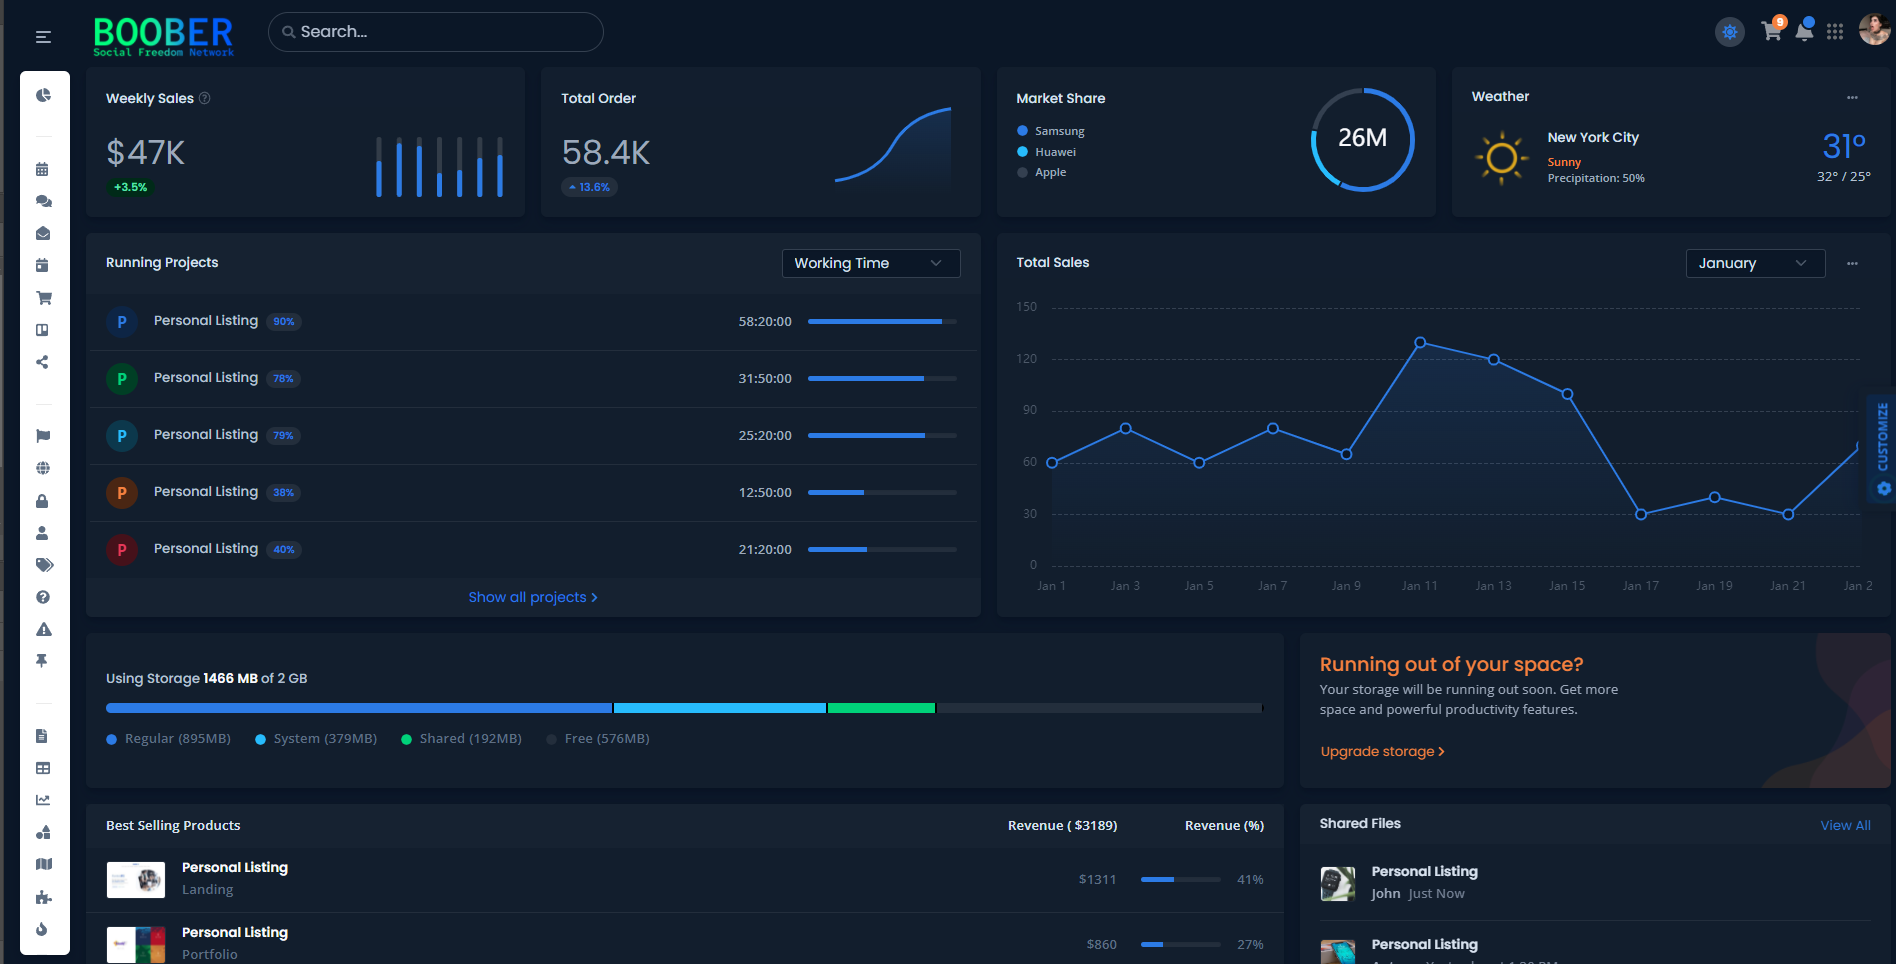 BOOBER
Social Freedom Network
Search...
9
Weekly Sales
$47K
+3.5%
Total Order
58.4K
13.6%
Market Share
Samsung
Huawei
Apple
26M
Weather
New York City
Sunny
Precipitation: 50%
31°
32° / 25°
Running Projects
Working Time
P Personal Listing 90% 58:20:00
P Personal Listing 78% 31:50:00
P Personal Listing 79% 25:20:00
P Personal Listing 38% 12:50:00
P Personal Listing 40% 21:20:00
Show all projects
Total Sales
January
150
120
90
60
30
0
Jan 1 Jan 3 Jan 5 Jan 7 Jan 9 Jan 11 Jan 13 Jan 15 Jan 17 Jan 19 Jan 21 Jan 2
CUSTOMIZE
Using Storage 1466 MB of 2 GB
Regular (895MB) System (379MB) Shared (192MB) Free (576MB)
Running out of your space?
Your storage will be running out soon. Get more
space and powerful productivity features.
Upgrade storage
Best Selling Products Revenue ( $3189) Revenue (%)
Personal Listing
Landing
$1311 41%
Personal Listing
Portfolio
$860 27%
Shared Files View All
Personal Listing
John Just Now
Personal Listing